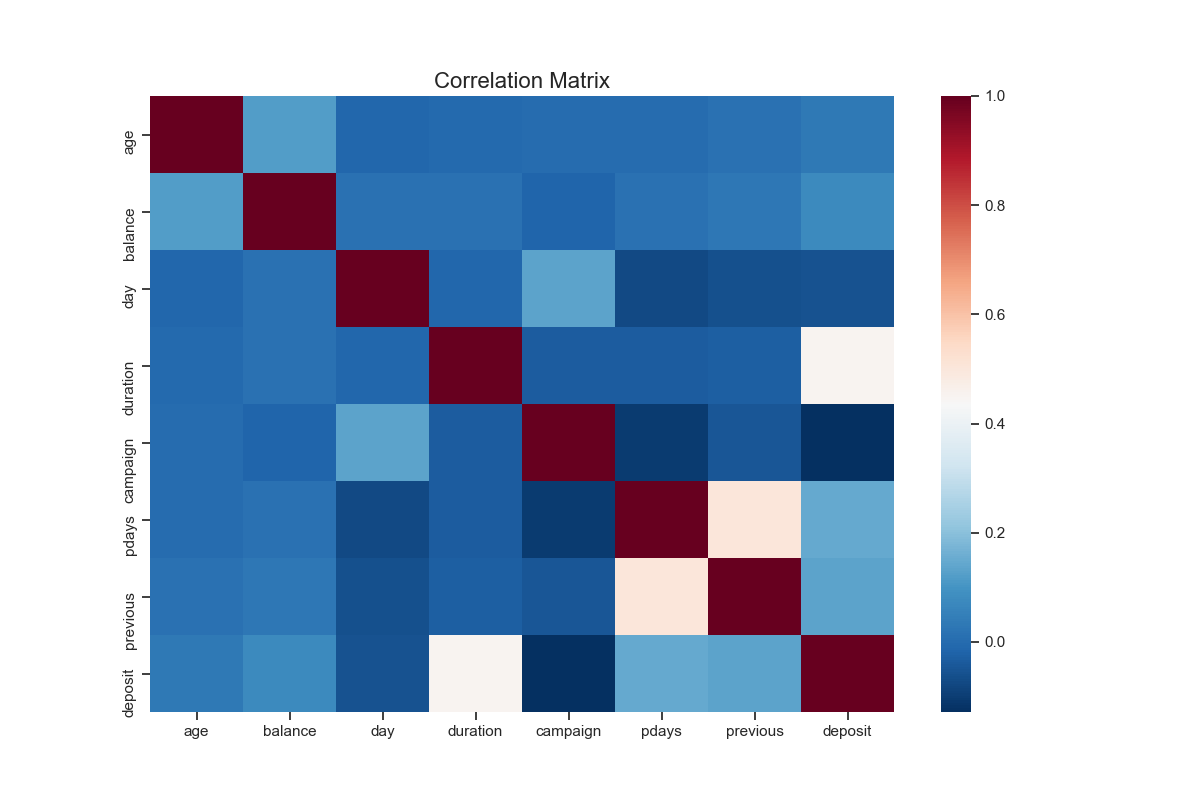 Correlation Matrix
age
balance
day
duration
campaign
pdays
previous
deposit
age balance day duration campaign pdays previous deposit
1.0
0.8
0.6
0.4
0.2
0.0